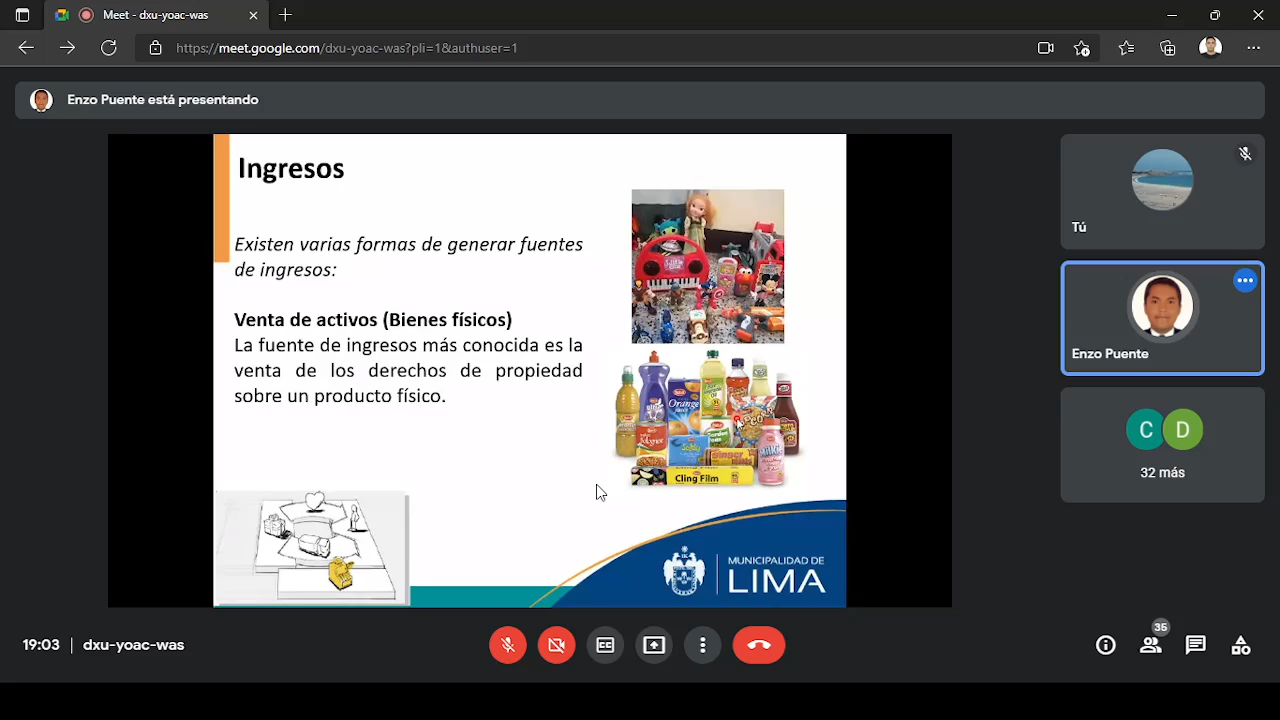 Meet - dxu-yoac-was
https://meet.google.com/dxu-yoac-was?pli=1&authuser=1
Enzo Puente está presentando
Ingresos
Existen varias formas de generar fuentes
de ingresos:
Venta de activos (Bienes físicos)
La fuente de ingresos más conocida es la
venta de los derechos de propiedad
sobre un producto físico.
Orange
Cling Film
MUNICIPALIDAD DE
LIMA
Tú
Enzo Puente
C D
32 más
19:03 | dxu-yoac-was
CC
35